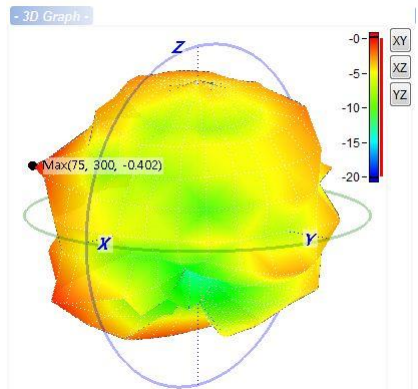 - 3D Graph -
Z
-0
XY
-5
XZ
-10
YZ
-15
-20
Max(75, 300, -0.402)
X
Y